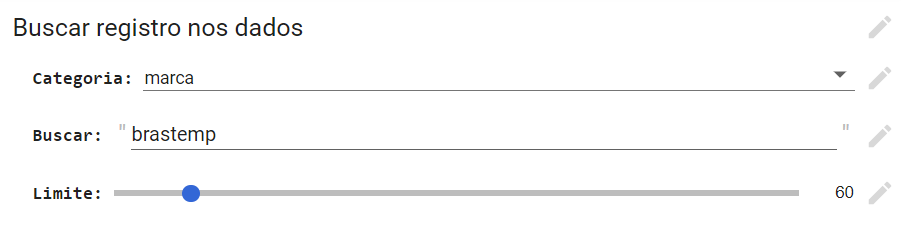 Buscar registro nos dados
Categoria: marca
Buscar: "brastemp"
Limite: 60